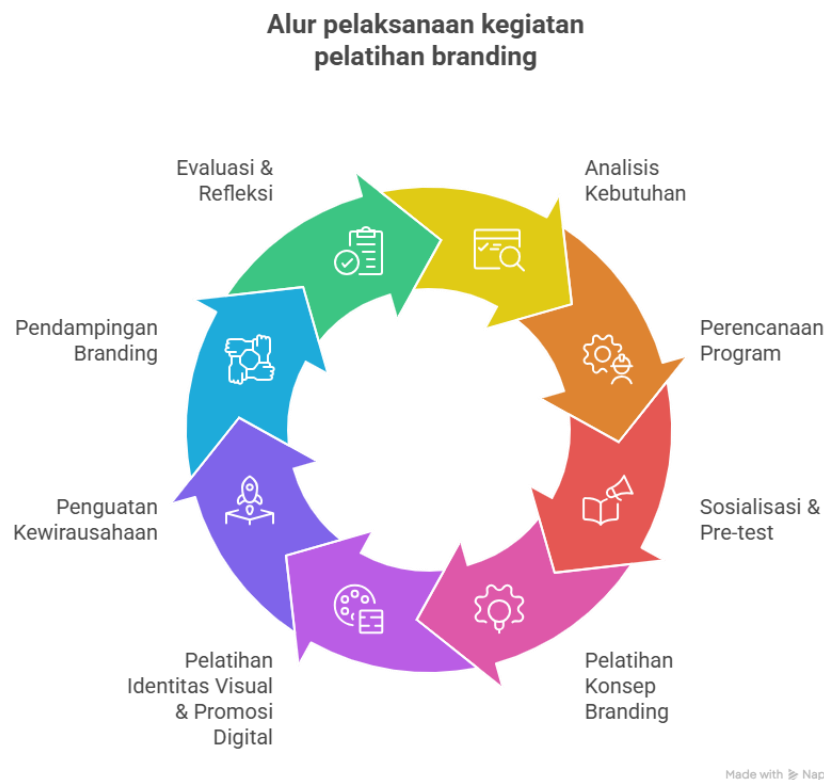 Alur pelaksanaan kegiatan
pelatihan branding
Analisis
Kebutuhan
Perencanaan
Program
Sosialisasi &
Pre-test
Pelatihan
Konsep
Branding
Pelatihan
Identitas Visual
& Promosi
Digital
Penguatan
Kewirausahaan
Pendampingan
Branding
Evaluasi &
Refleksi
Made with Nap